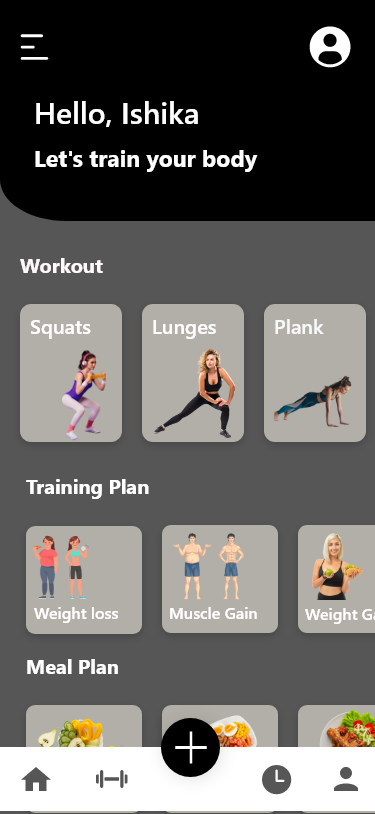 Hello, Ishika
Let's train your body
Workout
Squats
Lunges
Plank
Training Plan
Weight loss
Muscle Gain
Weight Ga
Meal Plan